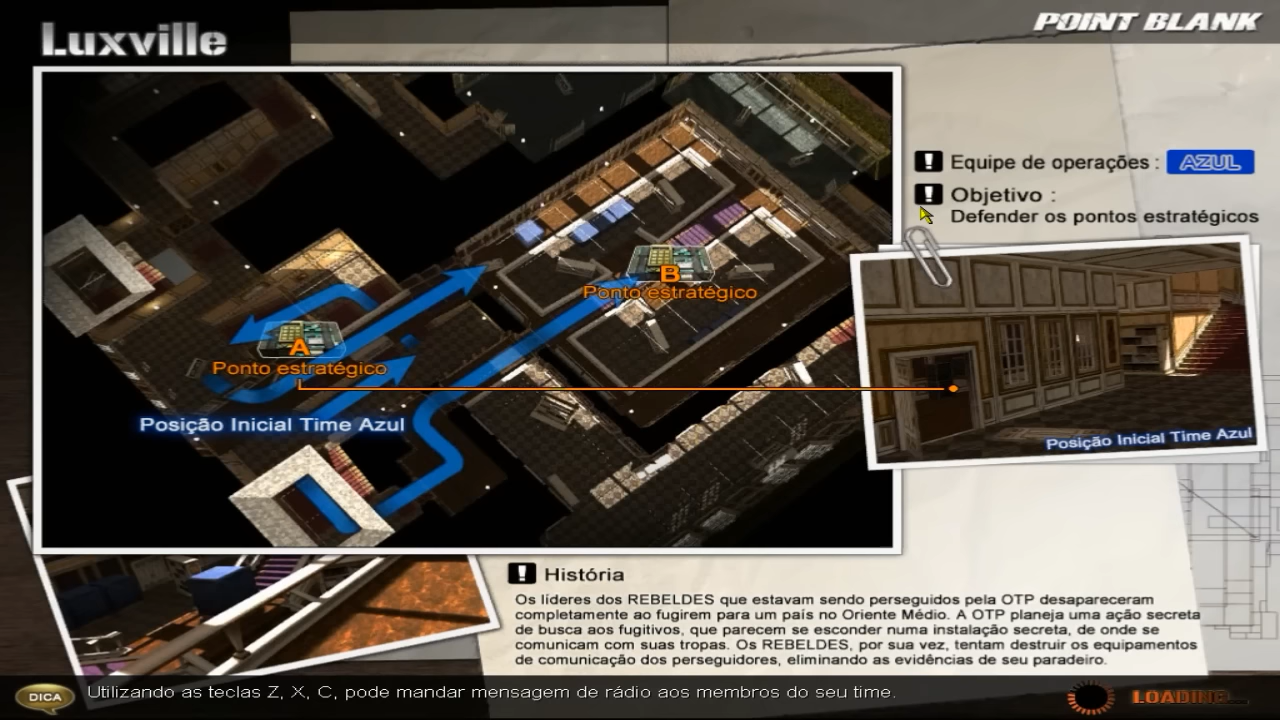 Luxville
POINT BLANK
Equipe de operações : AZUL
Objetivo :
Defender os pontos estratégicos
B
Ponto estratégico
A
Ponto estratégico
Posição Inicial Time Azul
Posição Inicial Time Azul
História
Os líderes dos REBELDES que estavam sendo perseguidos pela OTP desapareceram
completamente ao fugirem para um país no Oriente Médio. A OTP planeja uma ação secreta
de busca aos fugitivos, que parecem se esconder numa instalação secreta, de onde se
comunicam com suas tropas. Os REBELDES, por sua vez, tentam destruir os equipamentos
de comunicação dos perseguidores, eliminando as evidências de seu paradeiro.
DICA
Utilizando as teclas Z, X, C, pode mandar mensagem de rádio aos membros do seu time.
LOADING